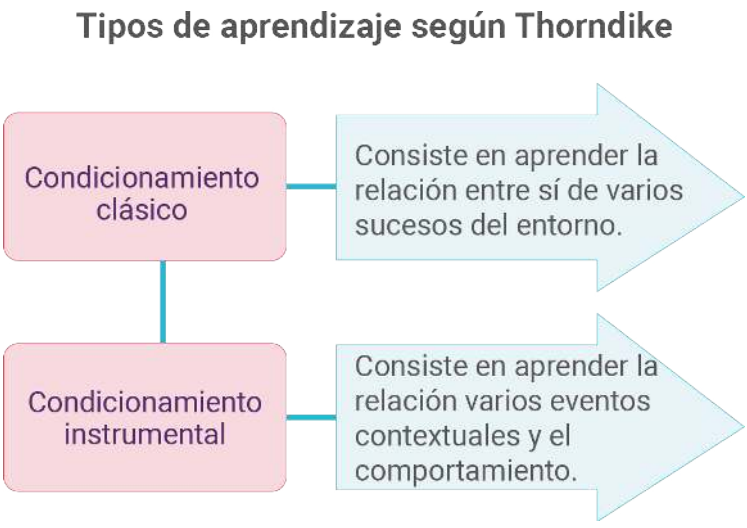 Tipos de aprendizaje según Thorndike
Condicionamiento
clásico
Consiste en aprender la
relación entre sí de varios
sucesos del entorno.
Condicionamiento
instrumental
Consiste en aprender la
relación varios eventos
contextuales y el
comportamiento.